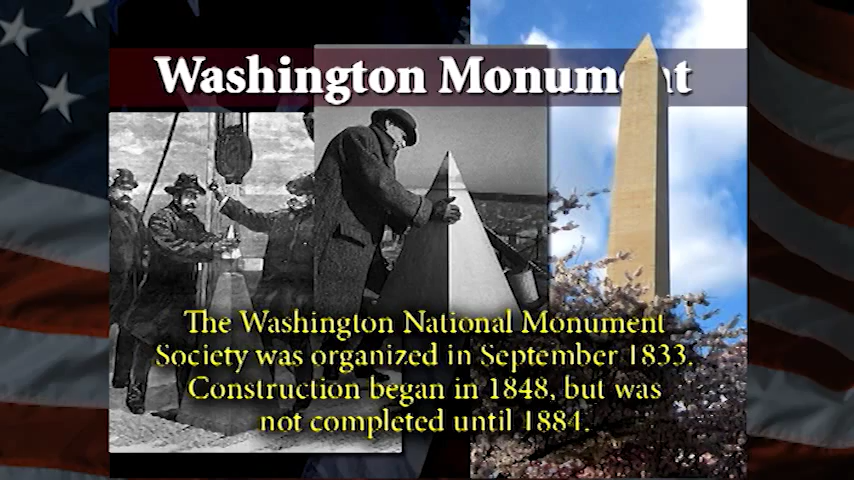 Washington Monument
The Washington National Monument
Society was organized in September 1833.
Construction began in 1848, but was
not completed until 1884.